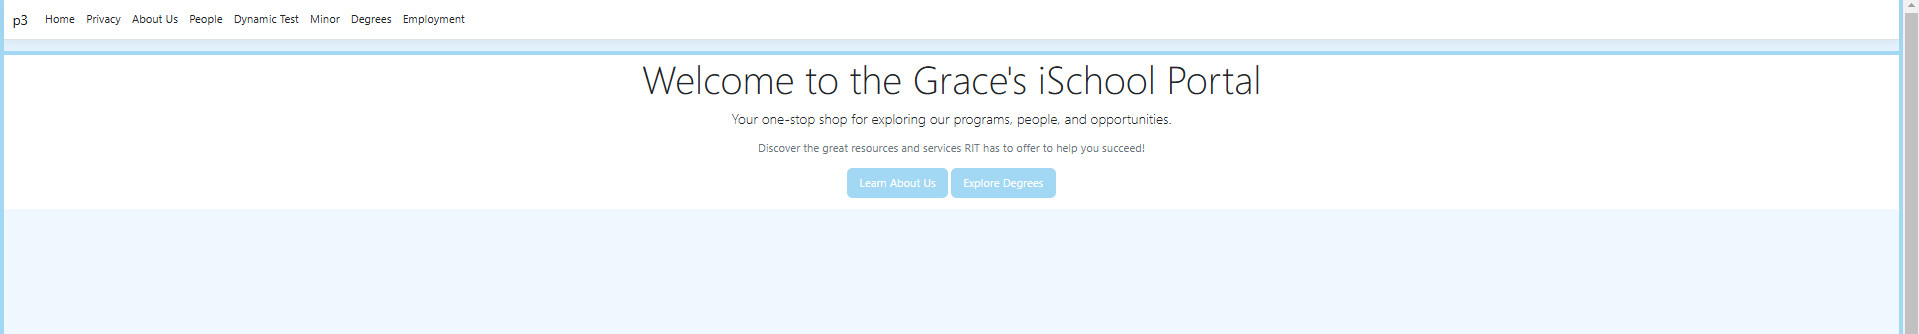 p3 Home Privacy About Us People Dynamic Test Minor Degrees Employment
Welcome to the Grace's iSchool Portal
Your one-stop shop for exploring our programs, people, and opportunities.
Discover the great resources and services RIT has to offer to help you succeed!
Learn About Us Explore Degrees